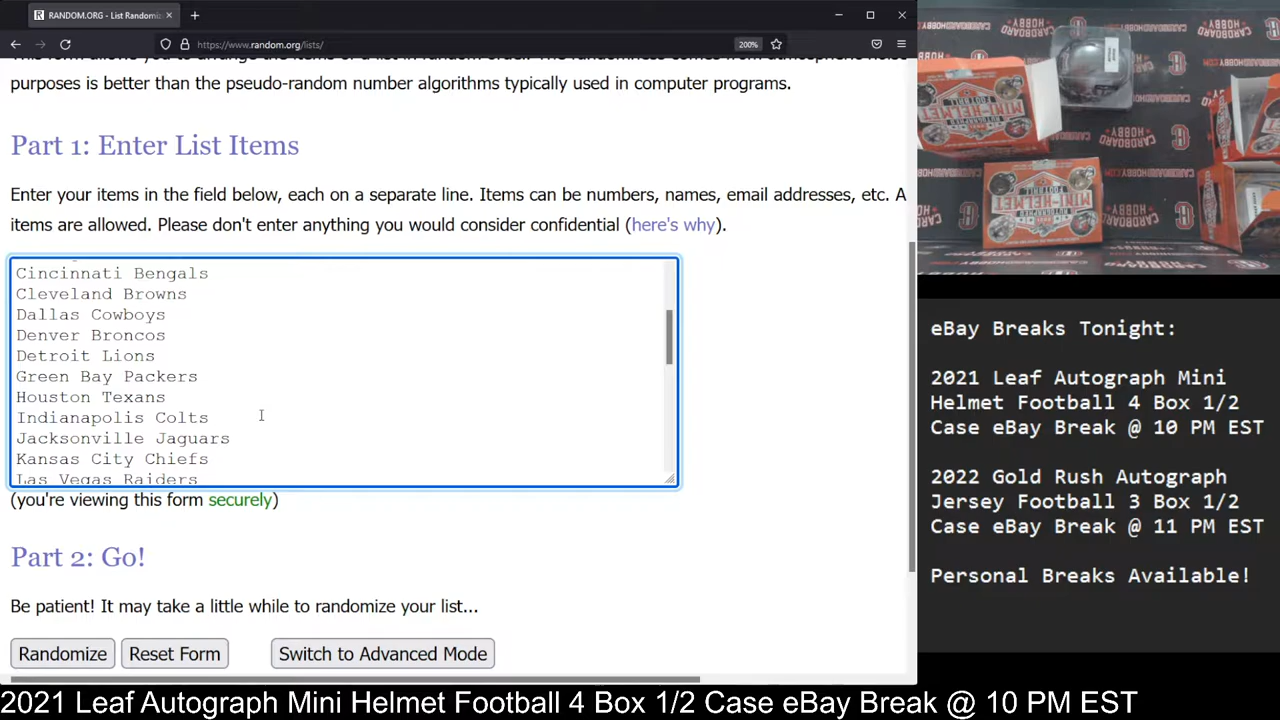 RANDOM.ORG - List Randomiz
https://www.random.org/lists/
200%
purposes is better than the pseudo-random number algorithms typically used in computer programs.
Part 1: Enter List Items
Enter your items in the field below, each on a separate line. Items can be numbers, names, email addresses, etc. A
items are allowed. Please don't enter anything you would consider confidential (here's why).
Cincinnati Bengals
Cleveland Browns
Dallas Cowboys
Denver Broncos
Detroit Lions
Green Bay Packers
Houston Texans
Indianapolis Colts
Jacksonville Jaguars
Kansas City Chiefs
Las Vegas Raiders
(you're viewing this form securely)
Part 2: Go!
Be patient! It may take a little while to randomize your list...
Randomize Reset Form Switch to Advanced Mode
MINI-HELMET
FOOTBALL
MINI-HELMET
CARDBOARD
HOBBY
eBay Breaks Tonight:
2021 Leaf Autograph Mini
Helmet Football 4 Box 1/2
Case eBay Break @ 10 PM EST
2022 Gold Rush Autograph
Jersey Football 3 Box 1/2
Case eBay Break @ 11 PM EST
Personal Breaks Available!
2021 Leaf Autograph Mini Helmet Football 4 Box 1/2 Case eBay Break @ 10 PM EST